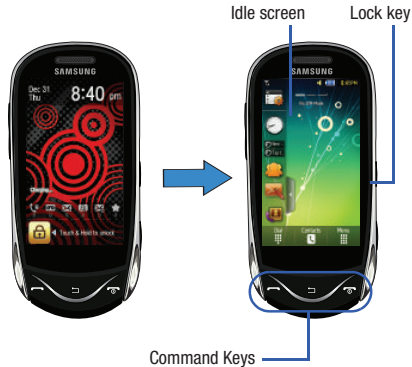 Idle screen
Lock key
SAMSUNG
SAMSUNG
Dec 31
Thu
8:40 pm
Charging...
Touch & Hold to unlock
Dial
Contacts
Menu
Command Keys